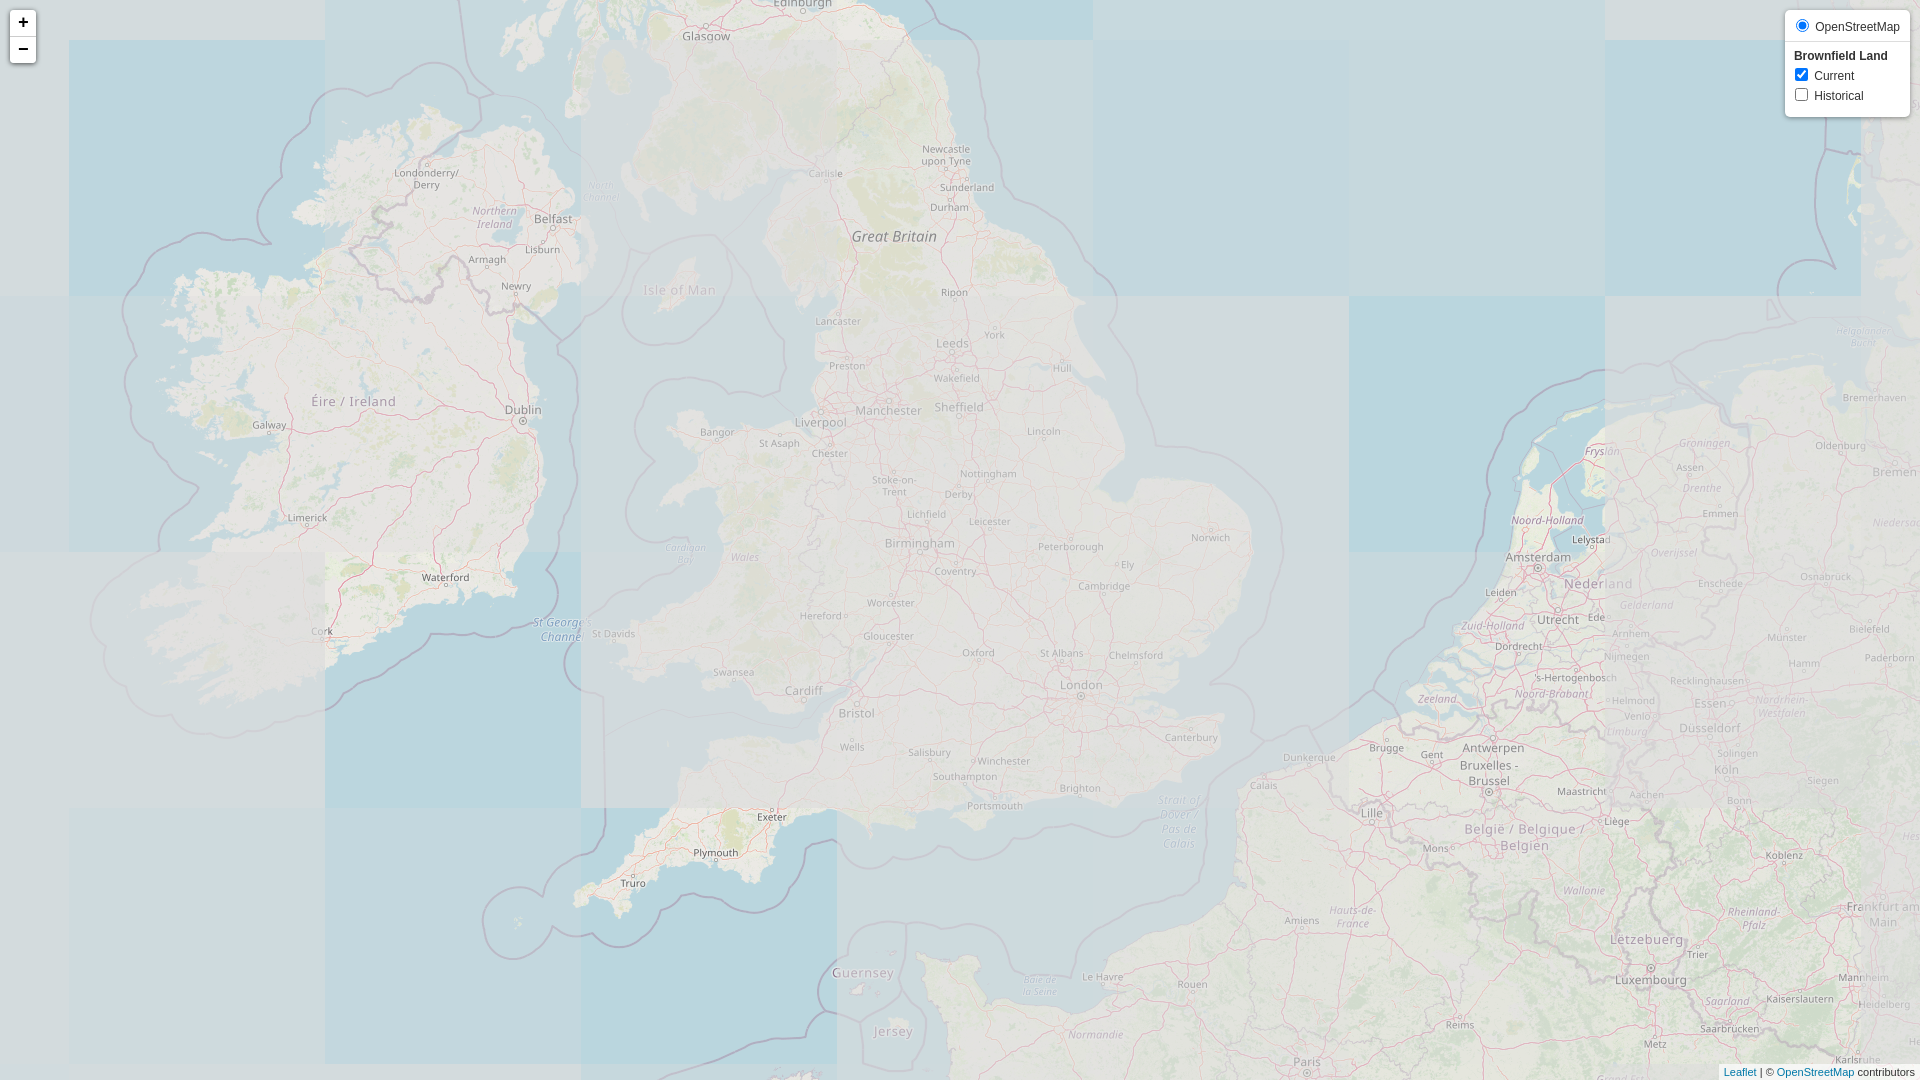 +
−
OpenStreetMap
Brownfield Land
Current
Historical
Edinburgh
Glasgow
Newcastle
upon Tyne
Londonderry/
Derry
Carlisle
Sunderland
North
Channel
Durham
Northern
Ireland
Belfast
Great Britain
Lisburn
Armagh
Newry
Isle of Man
Ripon
Lancaster
York
Leeds
Preston
Hull
Wakefield
Éire / Ireland
Dublin
Manchester
Sheffield
Liverpool
Galway
Bangor
St Asaph
Lincoln
Chester
Helgoländer
Bucht
Bremerhaven
Groningen
Oldenburg
Fryslân
Assen
Bremen
Drenthe
Nottingham
Stoke-on-
Trent
Derby
Limerick
Lichfield
Leicester
Norwich
Emmen
Noord-Holland
Lelystad
Birmingham
Peterborough
Cardigan
Bay
Wales
Amsterdam
Overijssel
Ely
Coventry
Waterford
Cambridge
Nederland
Enschede
Osnabrück
Leiden
Worcester
Gelderland
Hereford
St George's
Channel
Cork
St Davids
Gloucester
Utrecht
Ede
Zuid-Holland
Arnhem
Münster
Bielefeld
Dordrecht
Oxford
St Albans
Chelmsford
Nijmegen
Hamm
Paderborn
Swansea
's-Hertogenbosch
Recklinghausen
London
Cardiff
Zeeland
Noord-Brabant
Helmond
Essen
Nordrhein-
Westfalen
Bristol
Venlo
Düsseldorf
Limburg
Canterbury
Wells
Salisbury
Brugge
Gent
Antwerpen
Solingen
Winchester
Dunkerque
Bruxelles -
Brussel
Köln
Southampton
Brighton
Calais
Maastricht
Aachen
Siegen
Portsmouth
Strait of
Dover /
Pas de
Calais
Bonn
Exeter
Lille
Liège
België / Belgique /
Belgien
Mons
Plymouth
Koblenz
Truro
Wallonie
Hauts-de-
France
Rheinland-
Pfalz
Frankfurt am
Main
Amiens
Lëtzebuerg
Trier
Guernsey
Le Havre
Baie de
la Seine
Rouen
Luxembourg
Mannheim
Kaiserslautern
Saarland
Heidelberg
Jersey
Normandie
Reims
Saarbrücken
Metz
Paris
Karlsruhe
Leaflet | © OpenStreetMap contributors